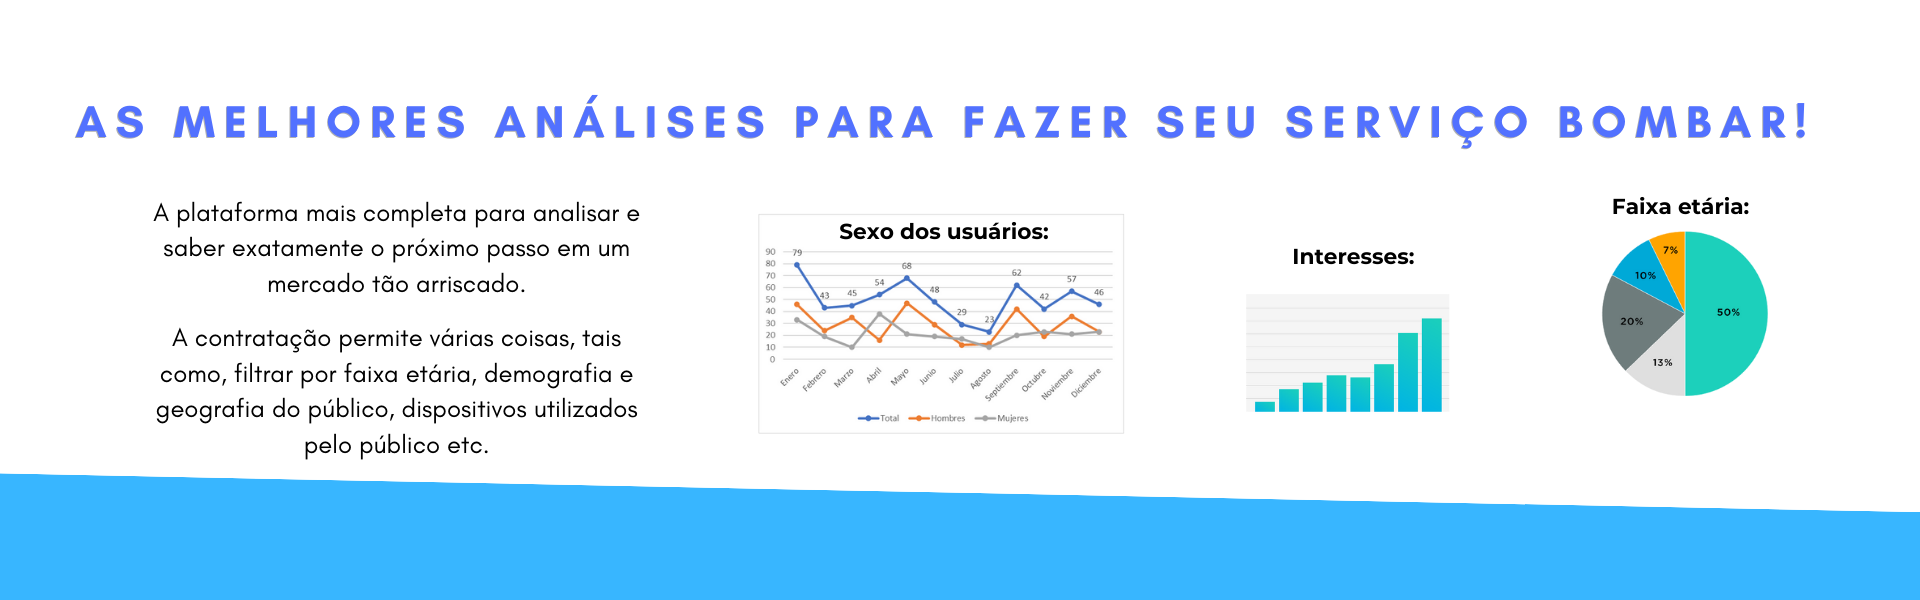 AS MELHORES ANÁLISES PARA FAZER SEU SERVIÇO BOMBAR!
A plataforma mais completa para analisar e
saber exatamente o próximo passo em um
mercado tão arriscado.
A contratação permite várias coisas, tais
como, filtrar por faixa etária, demografia e
geografia do público, dispositivos utilizados
pelo público etc.
Sexo dos usuários:
90
80
70
60
50
40
30
20
10
0
79
43
45
54
68
48
29
23
62
42
57
46
Enero
Febrero
Marzo
Abril
Mayo
Junio
Julio
Agosto
Septiembre
Octubre
Noviembre
Diciembre
Total Hombres Mujeres
Interesses:
Faixa etária:
7%
10%
20%
13%
50%